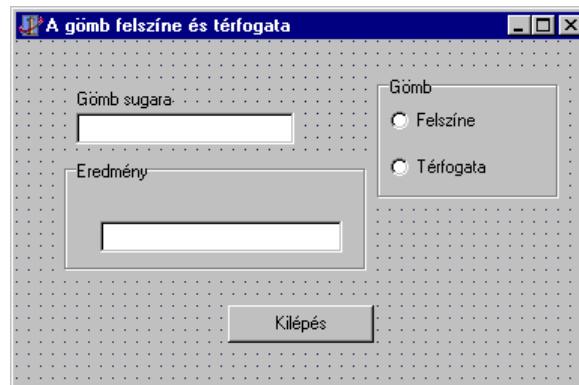 A gömb felszíne és térfogata
Gömb sugara
Gömb
Felszíne
Térfogata
Eredmény
Kilépés